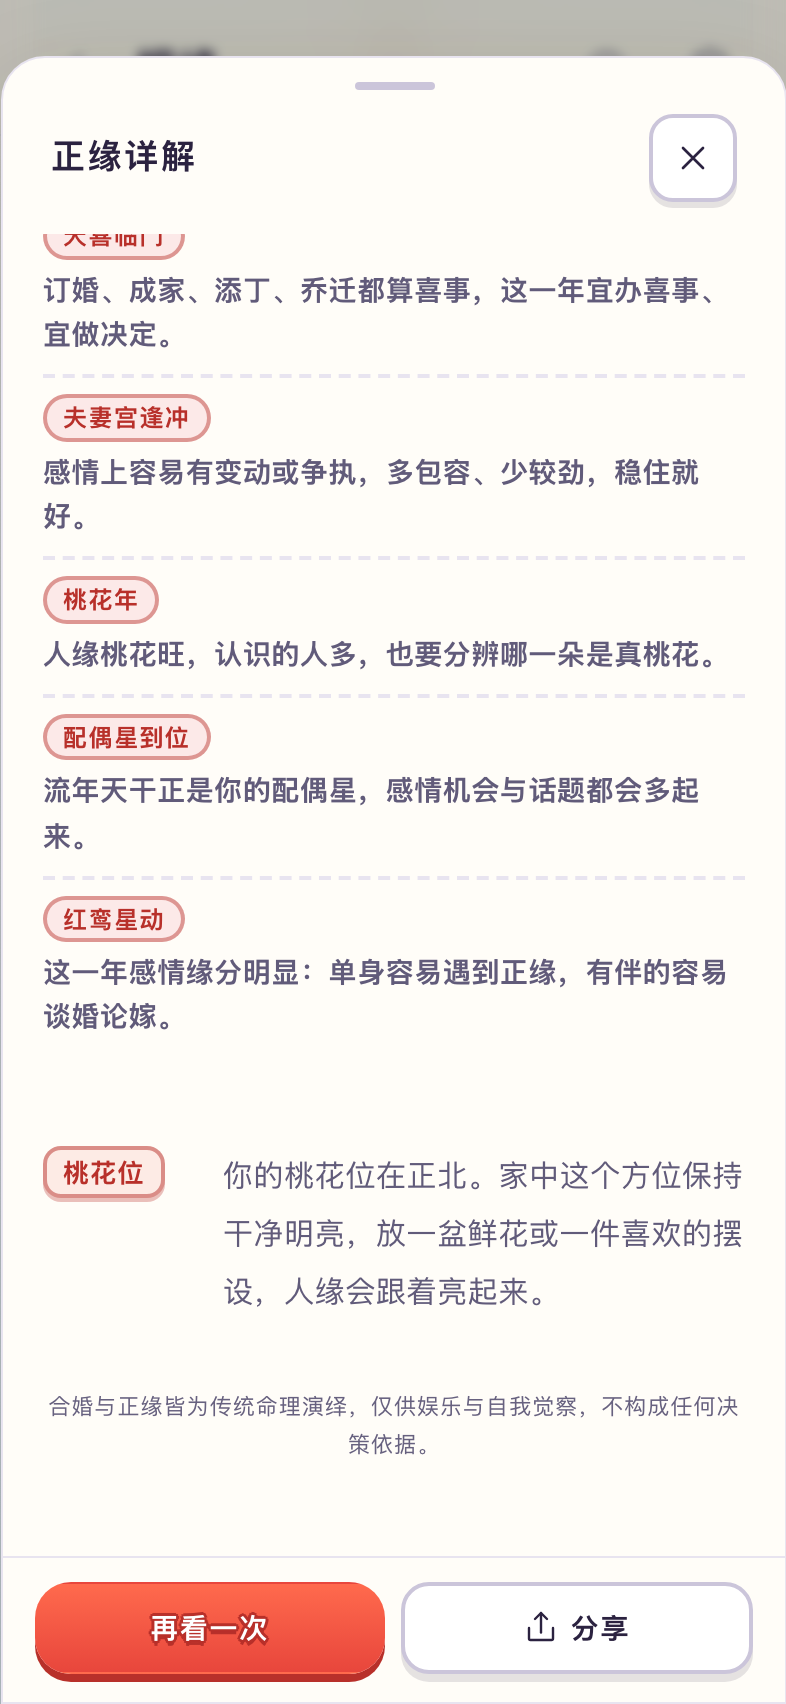 正缘详解
天喜临门
订婚、成家、添丁、乔迁都算喜事，这一年宜办喜事、
宜做决定。
夫妻宫逢冲
感情上容易有变动或争执，多包容、少较劲，稳住就
好。
桃花年
人缘桃花旺，认识的人多，也要分辨哪一朵是真桃花。
配偶星到位
流年天干正是你的配偶星，感情机会与话题都会多起
来。
红鸾星动
这一年感情缘分明显：单身容易遇到正缘，有伴的容易
谈婚论嫁。
桃花位
你的桃花位在正北。家中这个方位保持
干净明亮，放一盆鲜花或一件喜欢的摆
设，人缘会跟着亮起来。
合婚与正缘皆为传统命理演绎，仅供娱乐与自我觉察，不构成任何决
策依据。
再看一次
分享